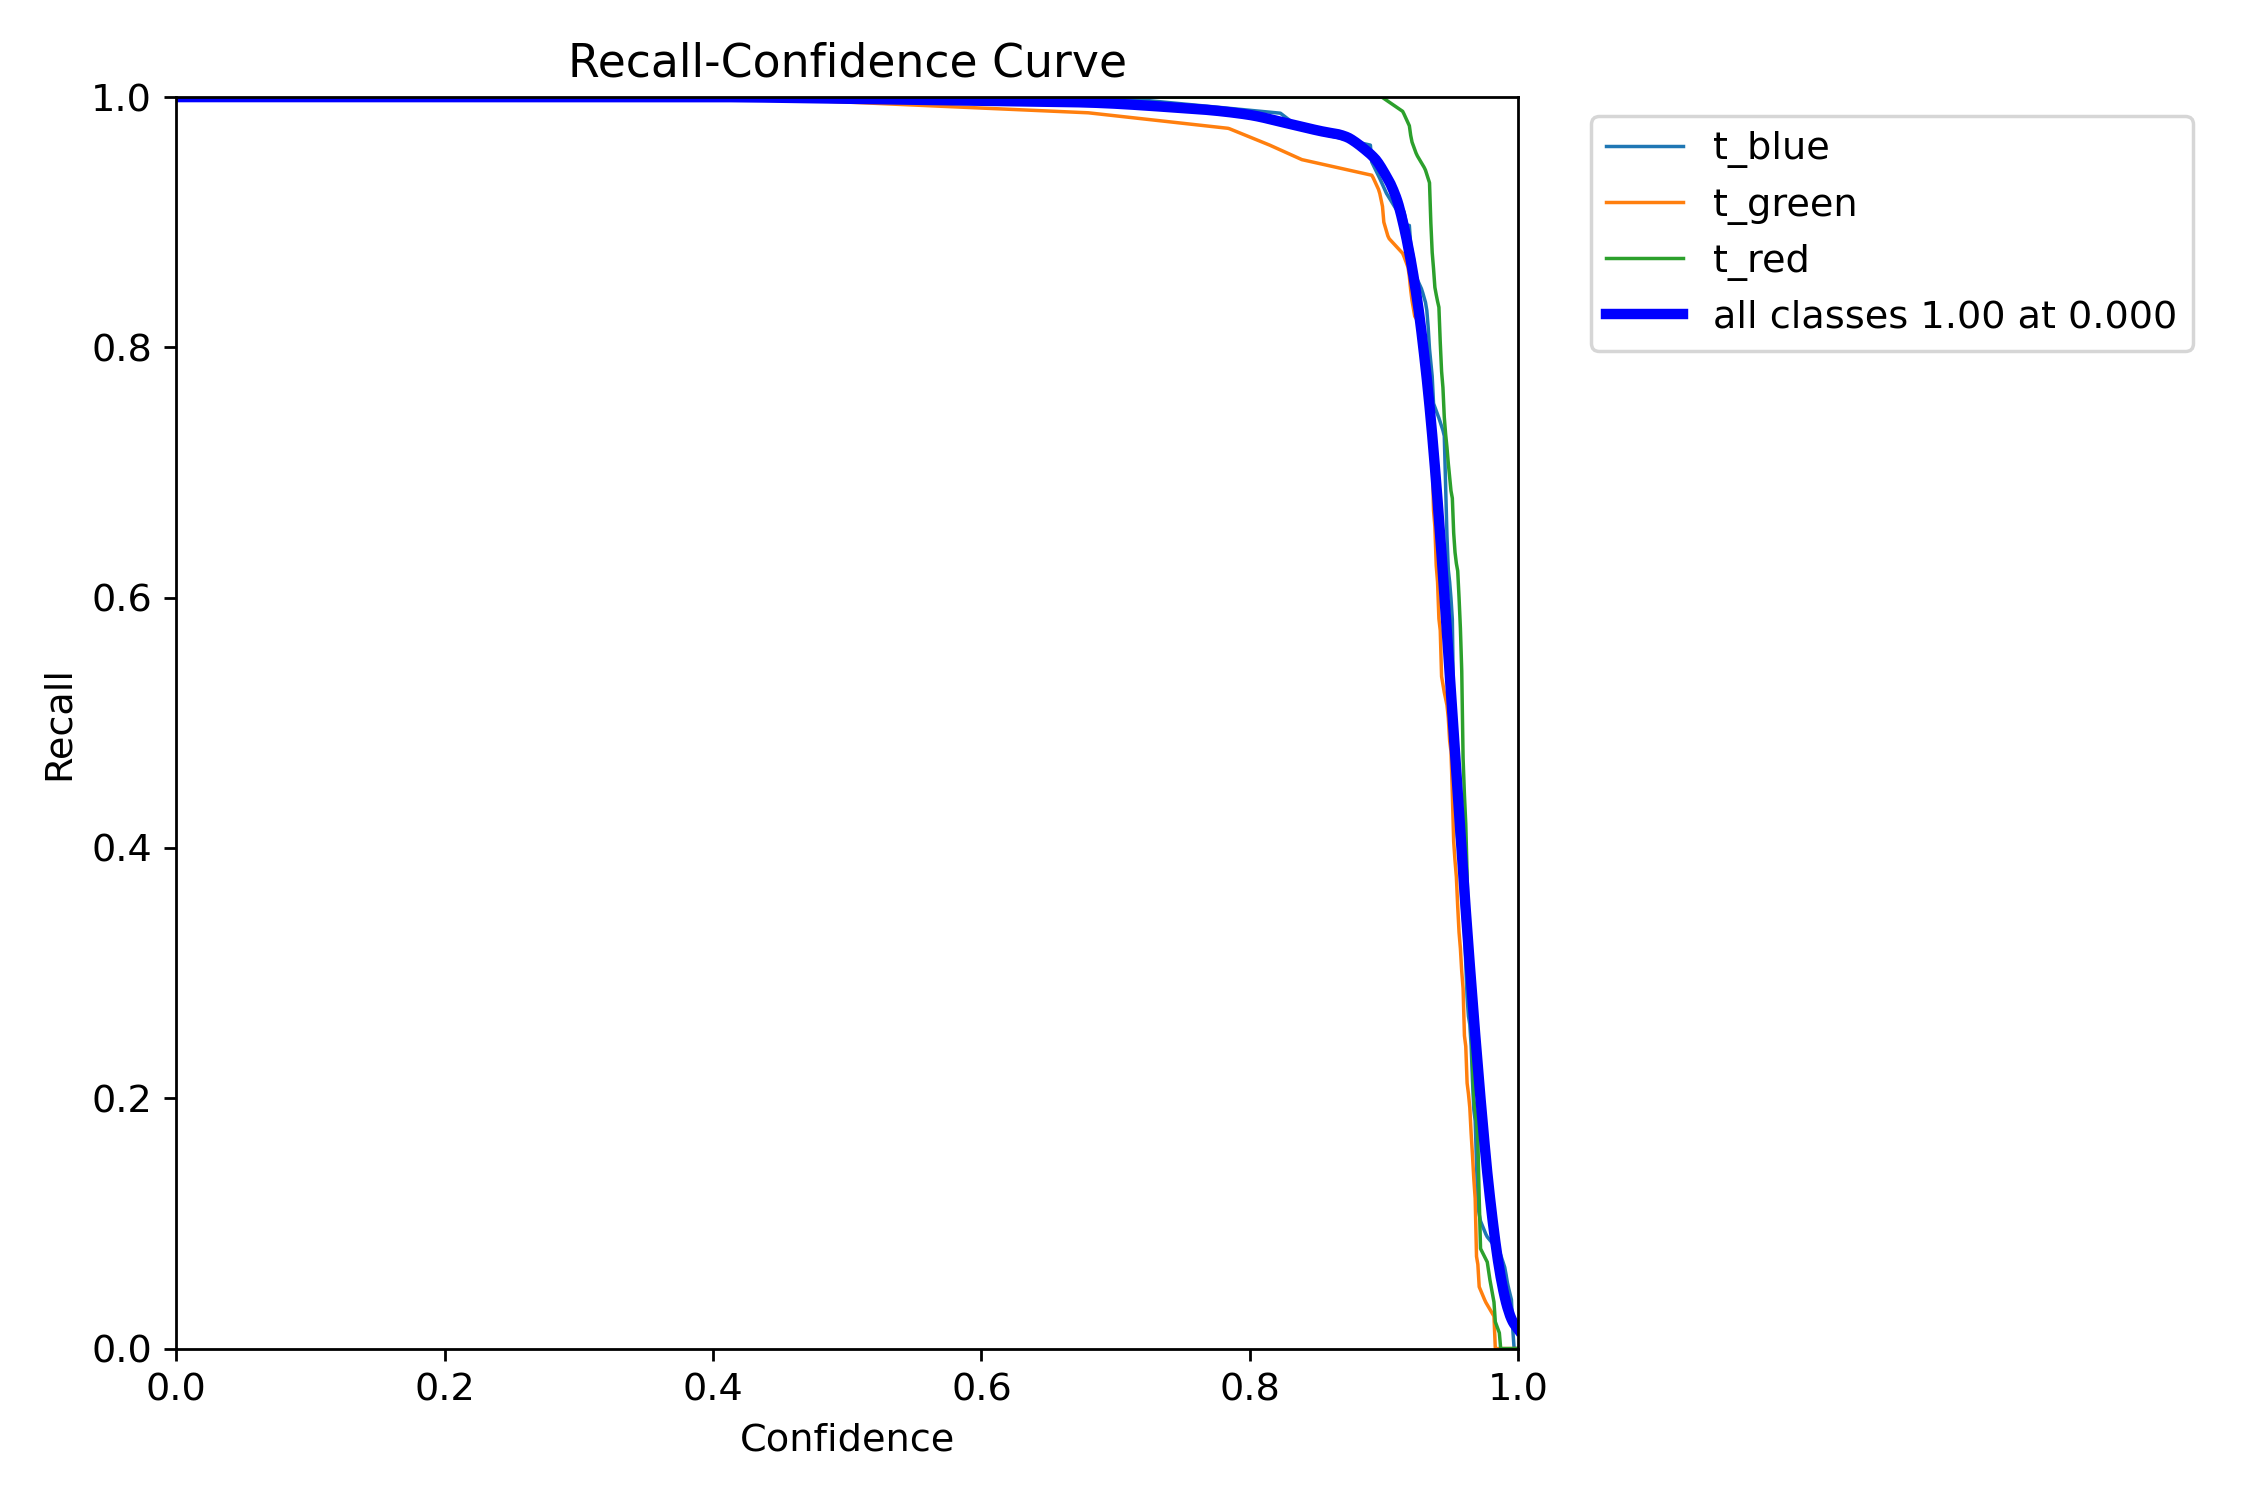 Recall-Confidence Curve
1.0
0.8
0.6
0.4
0.2
0.0
Recall
0.0 0.2 0.4 0.6 0.8 1.0
Confidence
t_blue
t_green
t_red
all classes 1.00 at 0.000